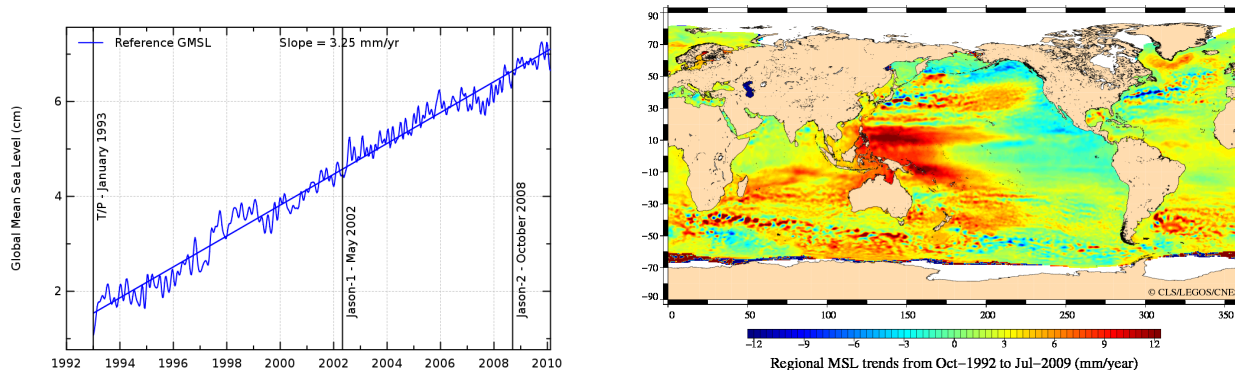 Reference GMSL
Slope = 3.25 mm/yr
Global Mean Sea Level (cm)
6
4
2
T/P - January 1993
Jason-1 - May 2002
Jason-2 - October 2008
1992 1994 1996 1998 2000 2002 2004 2006 2008 2010
90
70
50
30
10
−10
−30
−50
−70
−90
© CLS/LEGOS/CNE
0 50 100 150 200 250 300 350
−12 −9 −6 −3 0 3 6 9 12
Regional MSL trends from Oct−1992 to Jul−2009 (mm/year)